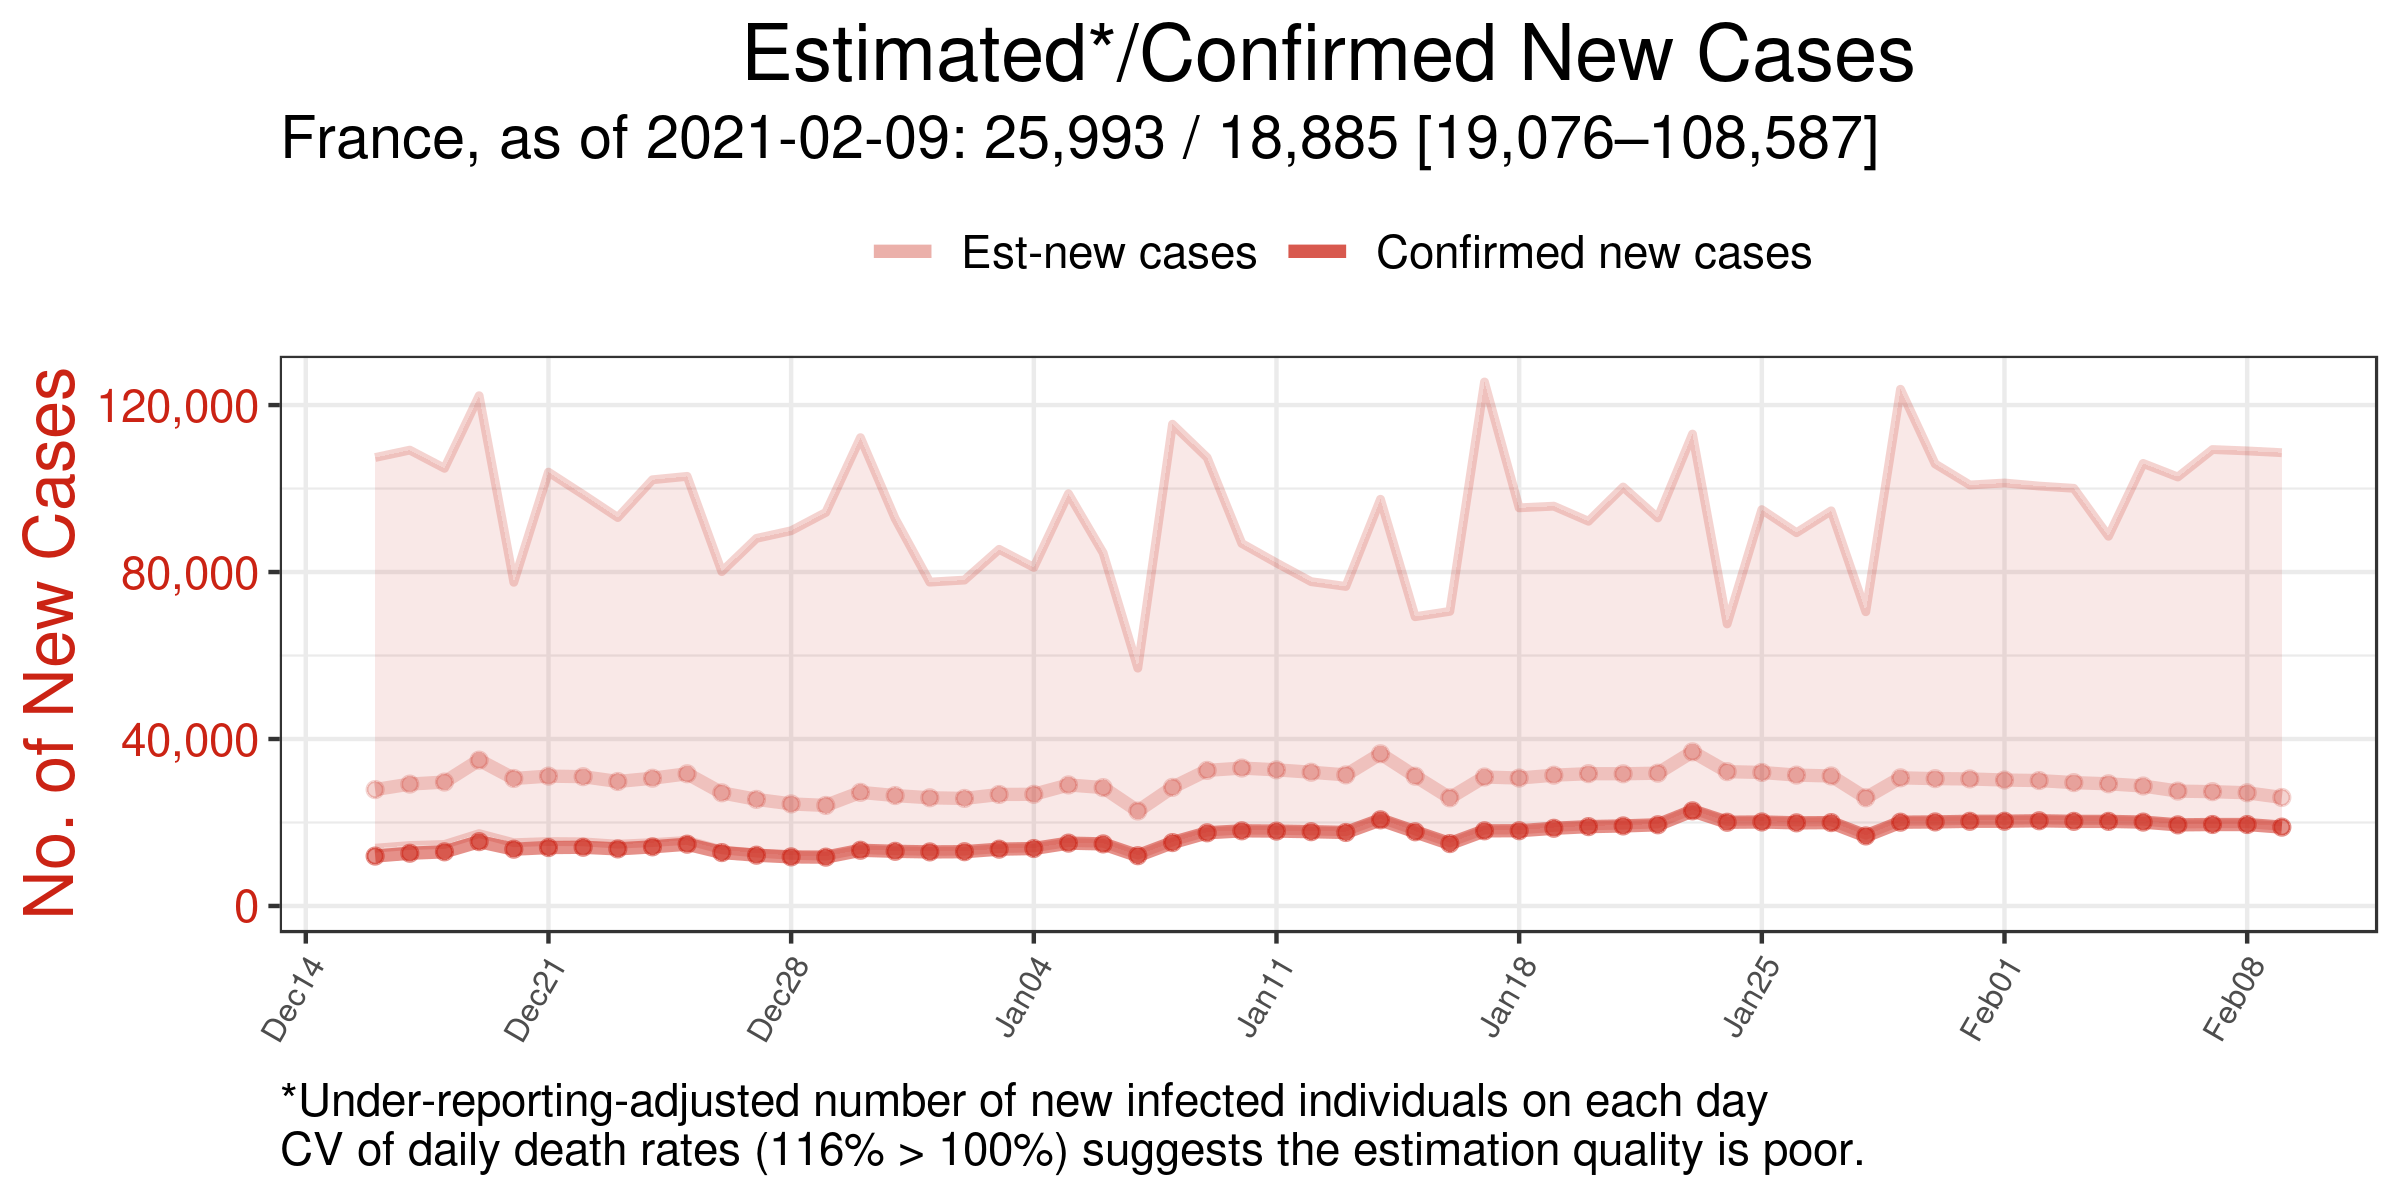 Estimated*/Confirmed New Cases
France, as of 2021-02-09: 25,993 / 18,885 [19,076–108,587]
Est-new cases
Confirmed new cases
No. of New Cases
120,000
80,000
40,000
0
Dec14
Dec21
Dec28
Jan04
Jan11
Jan18
Jan25
Feb01
Feb08
*Under-reporting-adjusted number of new infected individuals on each day
CV of daily death rates (116% > 100%) suggests the estimation quality is poor.